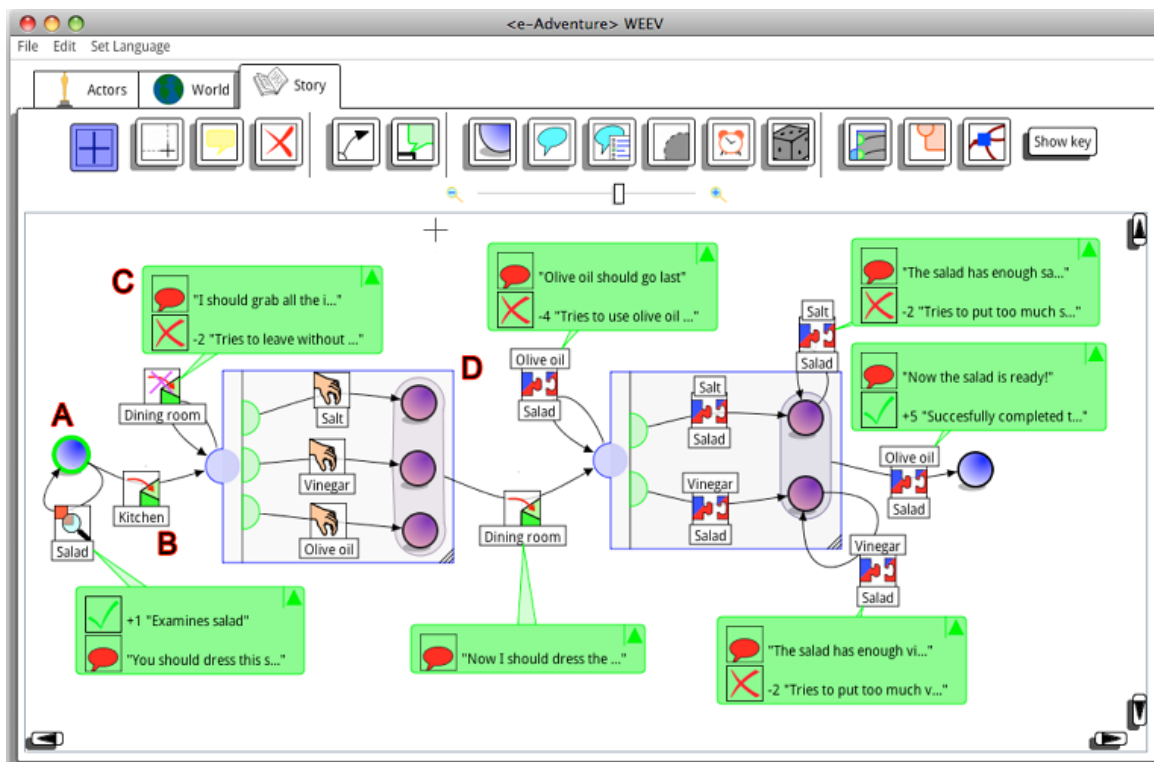 <e-Adventure> WEEV
File Edit Set Language
Actors
World
Story
Show key
C
"I should grab all the i..."
-2 "Tries to leave without ..."
"Olive oil should go last"
-4 "Tries to use olive oil ..."
"The salad has enough sa..."
-2 "Tries to put too much s..."
Salt
Salad
"Now the salad is ready!"
+5 "Succesfully completed t..."
D
Olive oil
Salad
Dining room
Salt
Salt
Salad
A
Vinegar
Olive oil
Salad
Vinegar
Salad
Kitchen
B
Dining room
Salad
Olive oil
Vinegar
Salad
+1 "Examines salad"
"You should dress this s..."
"Now I should dress the ..."
"The salad has enough vi..."
-2 "Tries to put too much v..."